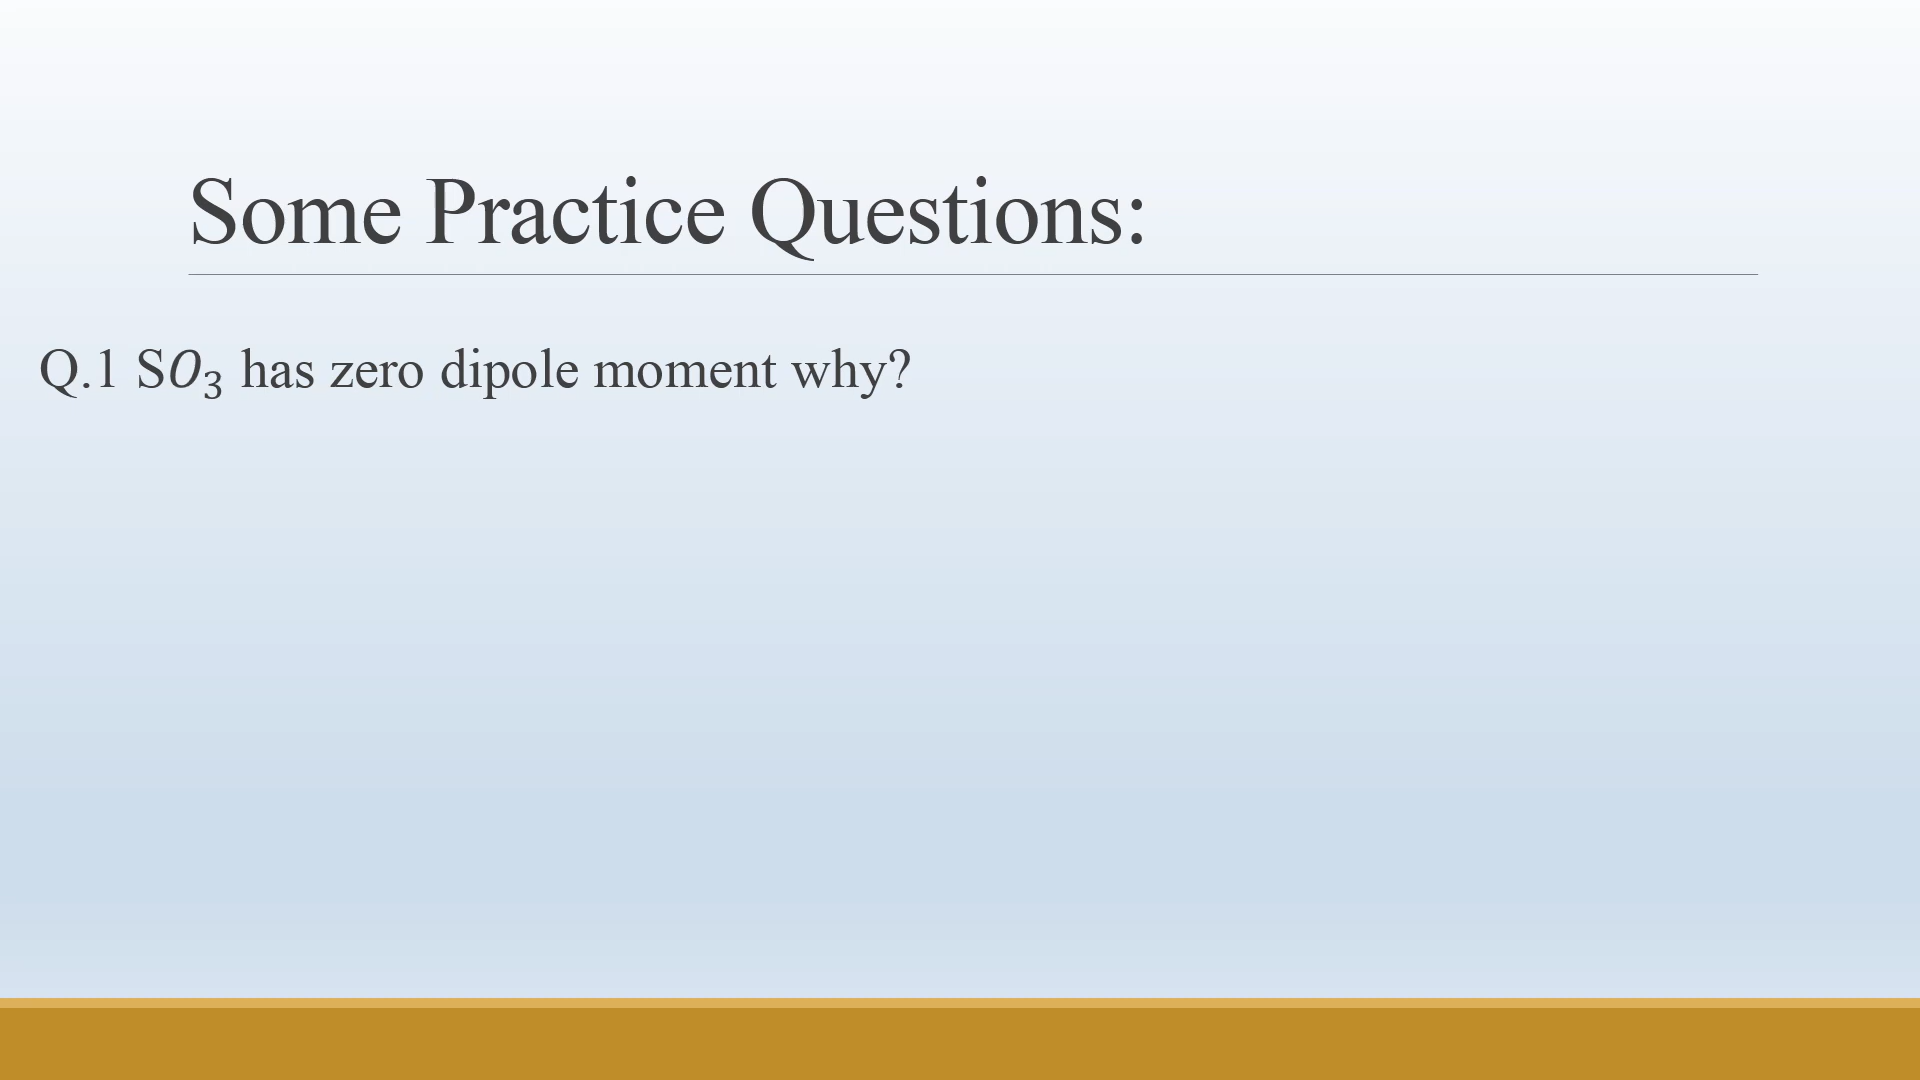 Some Practice Questions:
Q.1 S𝑂₃ has zero dipole moment why?